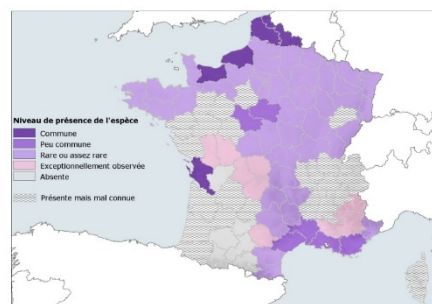 Niveau de présence de l'espèce
Commune
Peu commune
Rare ou assez rare
Exceptionnellement observée
Absente
Présente mais mal connue